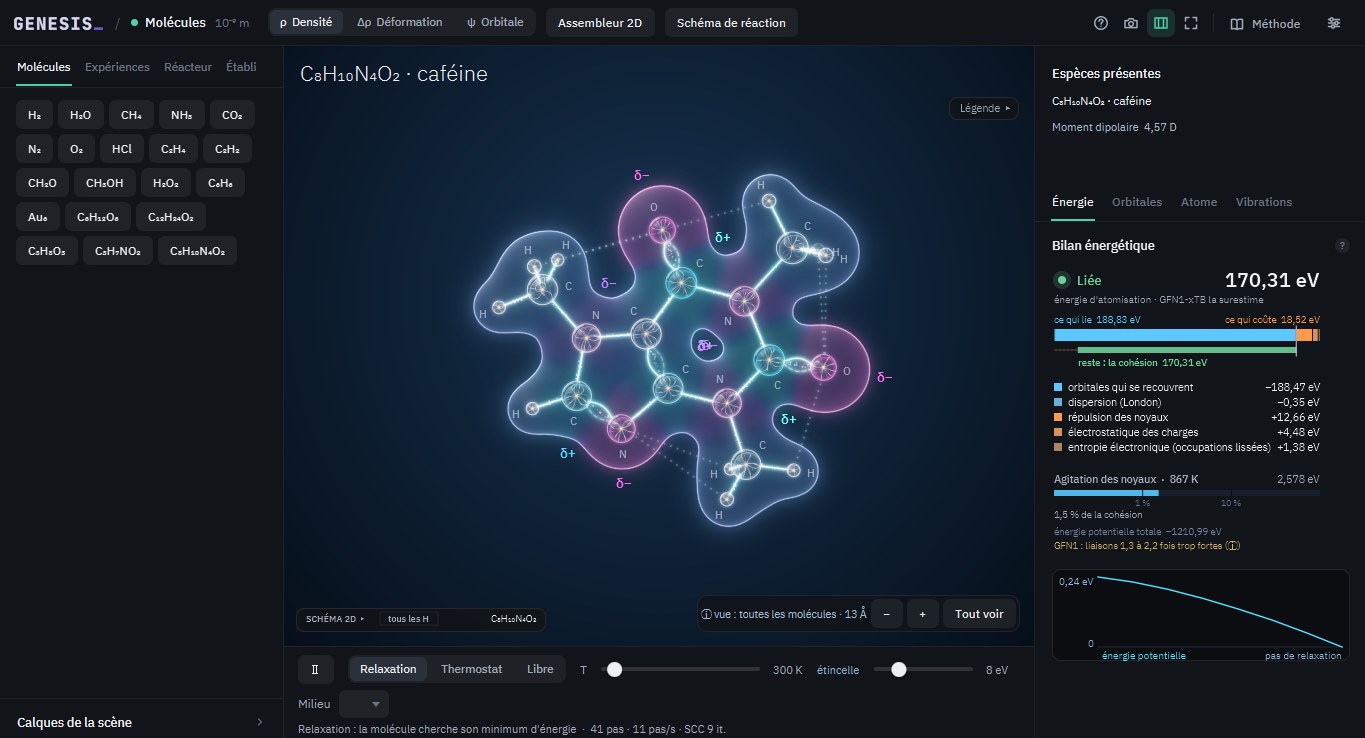 GENESIS_ / Molécules 10⁻⁹ m ρ Densité Δρ Déformation ψ Orbitale Assembleur 2D Schéma de réaction Méthode
Molécules Expériences Réacteur Établi
H₂ H₂O CH₄ NH₃ CO₂
N₂ O₂ HCl C₂H₄ C₂H₂
CH₂O CH₃OH H₂O₂ C₆H₆
Au₈ C₆H₁₂O₆ C₁₂H₂₄O₂
C₃H₈O₃ C₃H₇NO₂ C₈H₁₀N₄O₂
Calques de la scène
C₈H₁₀N₄O₂ · caféine
Légende ▸
δ−
H
O
C
δ+
H H
C
H
H
C
δ−
H
N
C
N
δ−
O
C
N
C
δ−
H
C
δ+
C
H
H
δ+
N
δ−
H
SCHÉMA 2D ▸ tous les H C₈H₁₀N₄O₂
ⓘ vue : toutes les molécules · 13 Å − + Tout voir
Relaxation Thermostat Libre T 300 K étincelle 8 eV
Milieu
Relaxation : la molécule cherche son minimum d'énergie · 41 pas · 11 pas/s · SCC 9 it.
Espèces présentes
C₈H₁₀N₄O₂ · caféine
Moment dipolaire 4,57 D
Énergie Orbitales Atome Vibrations
Bilan énergétique ?
Liée 170,31 eV
énergie d'atomisation · GFN1-xTB la surestime
ce qui lie 188,83 eV ce qui coûte 18,52 eV
reste : la cohésion 170,31 eV
orbitales qui se recouvrent −188,47 eV
dispersion (London) −0,35 eV
répulsion des noyaux +12,66 eV
électrostatique des charges +4,48 eV
entropie électronique (occupations lissées) +1,38 eV
Agitation des noyaux · 867 K 2,578 eV
1 % 10 %
1,5 % de la cohésion
énergie potentielle totale −1210,99 eV
GFN1 : liaisons 1,3 à 2,2 fois trop fortes (ⓘ)
0,24 eV
0
énergie potentielle pas de relaxation